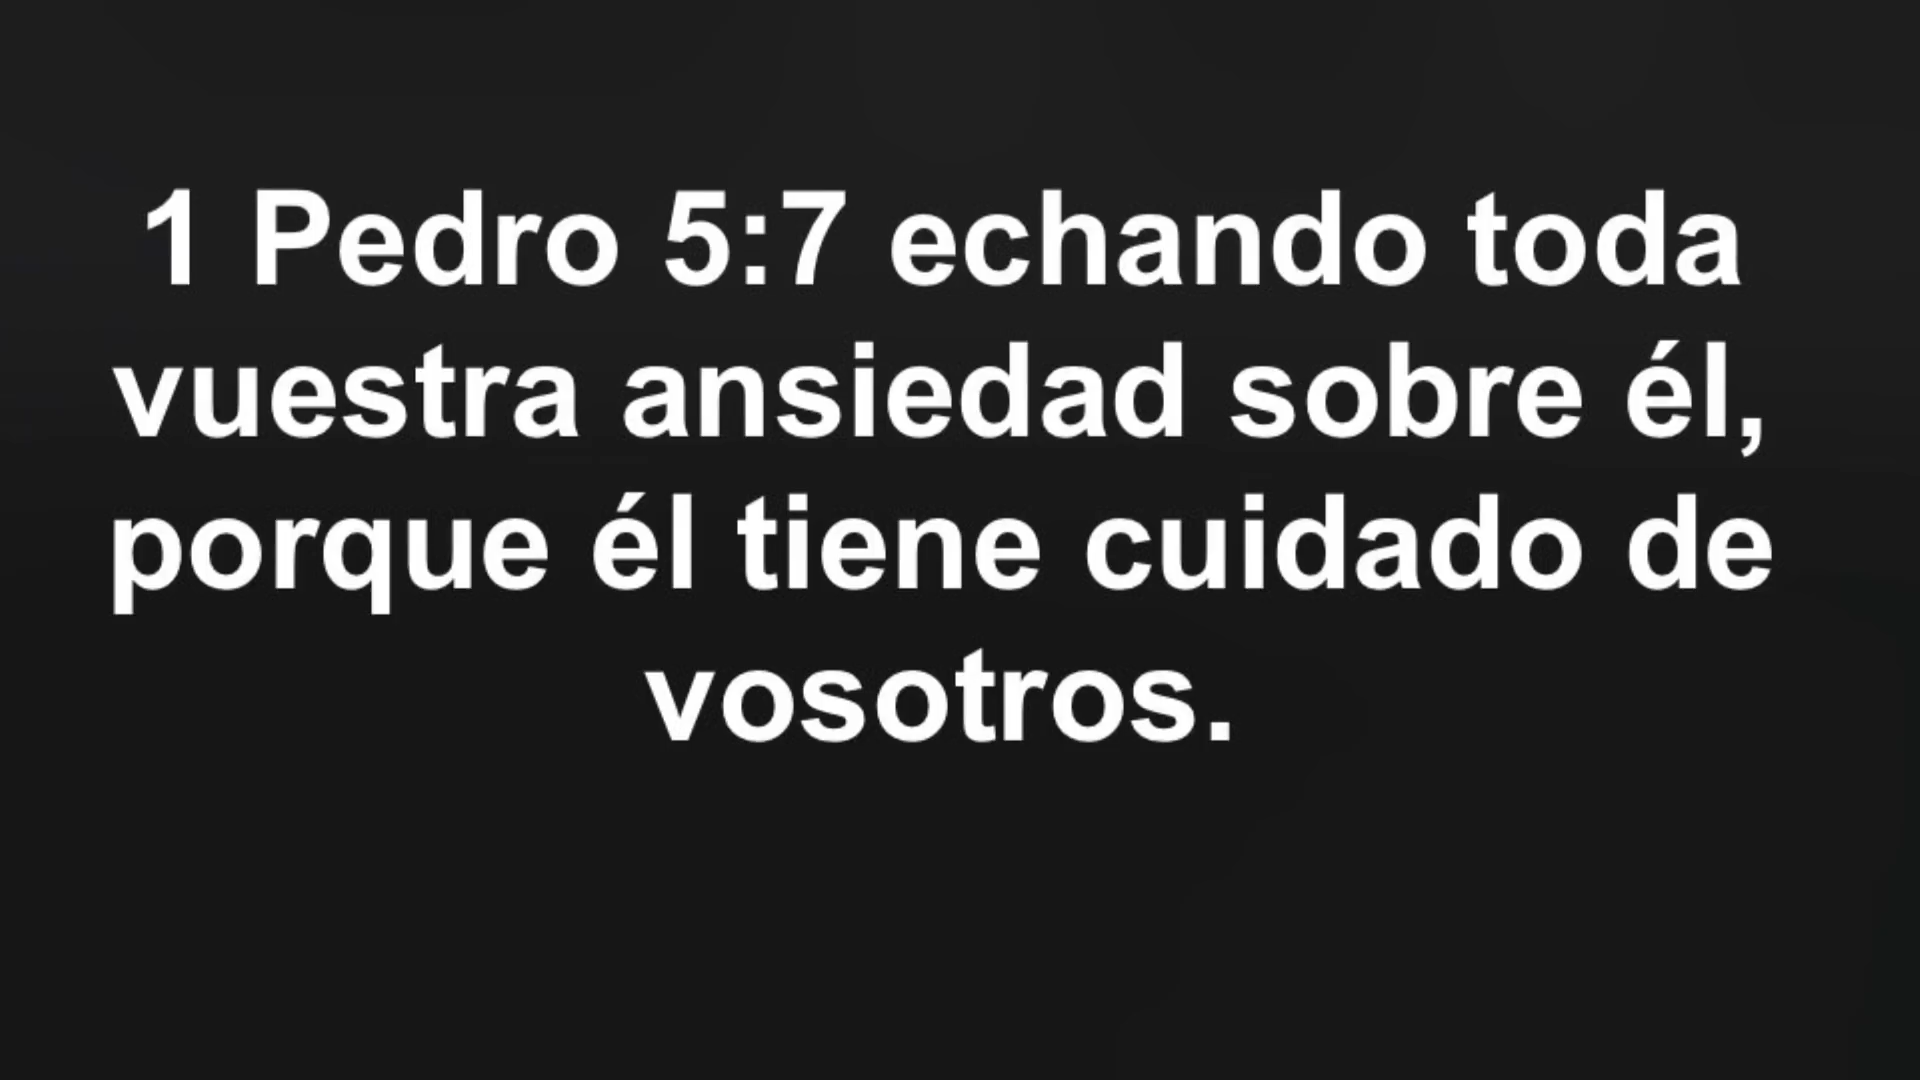 1 Pedro 5:7 echando toda
vuestra ansiedad sobre él,
porque él tiene cuidado de
vosotros.